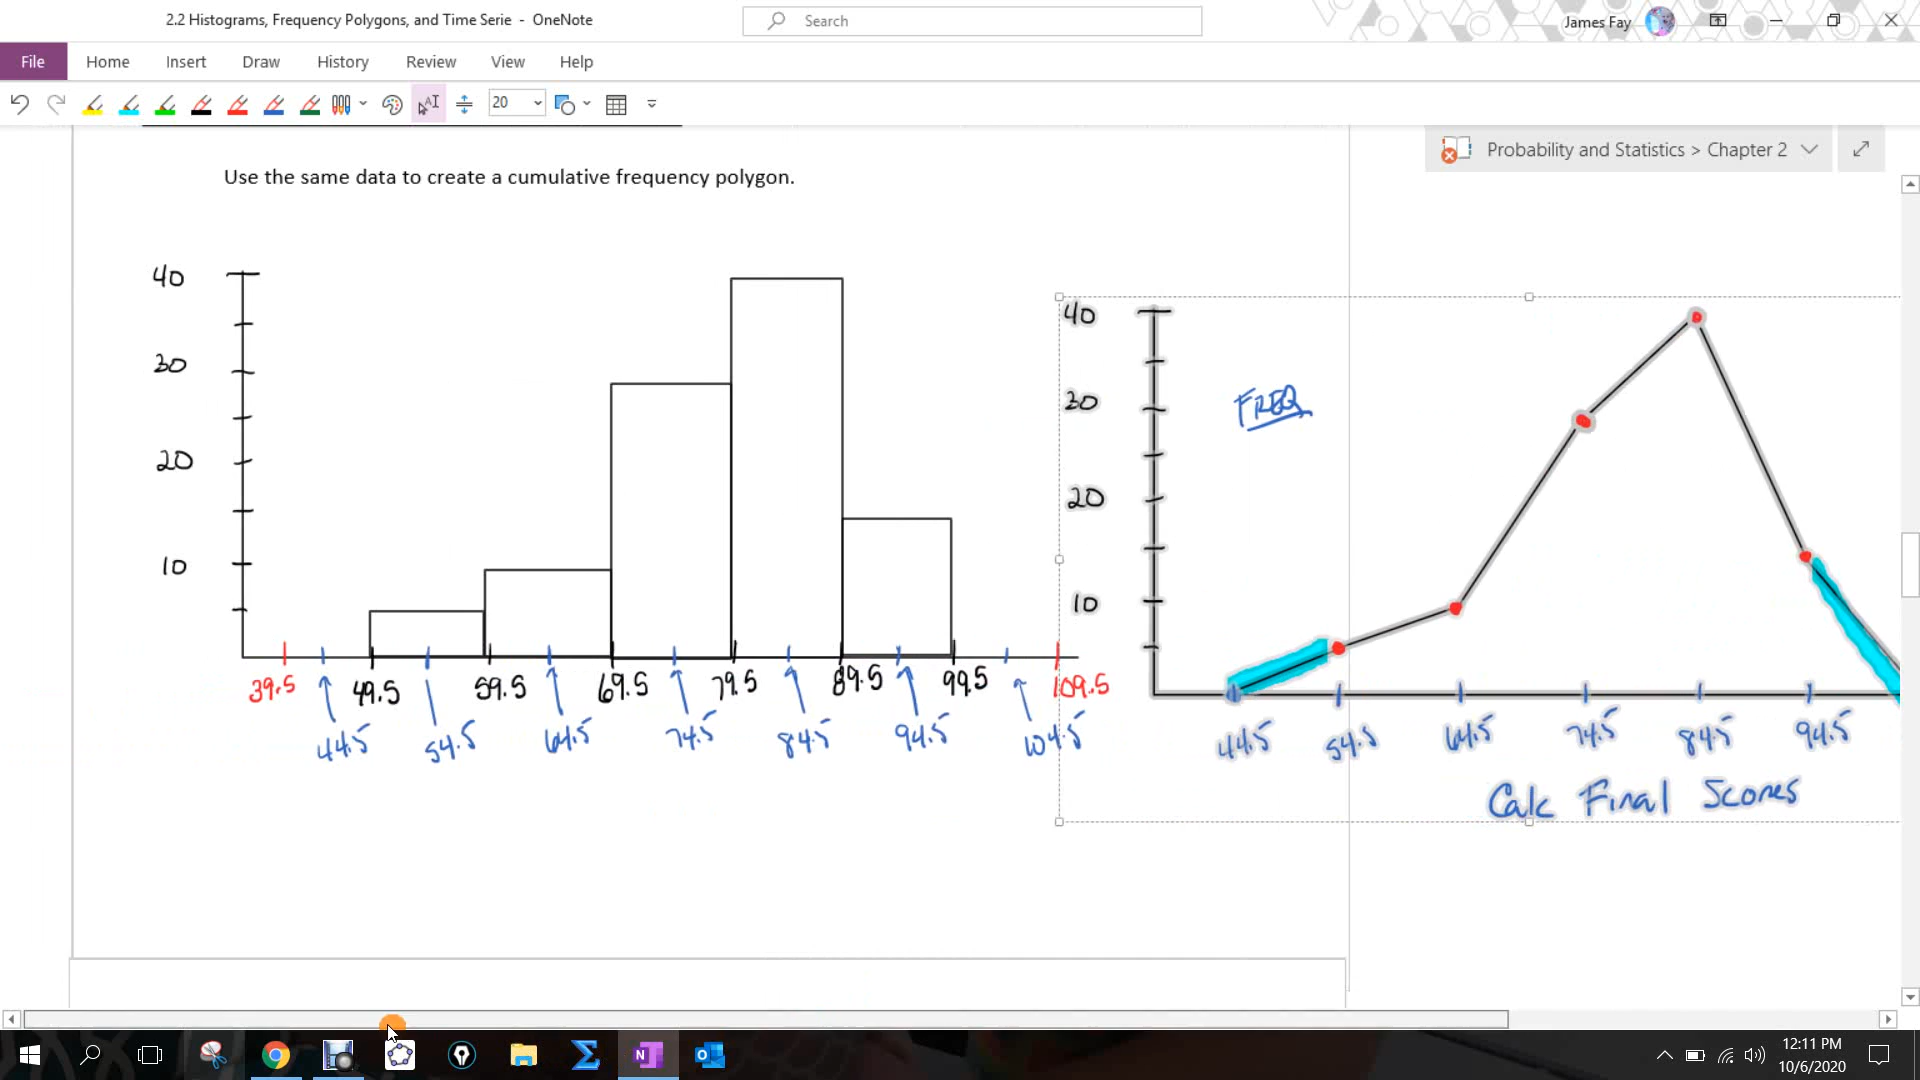 2.2 Histograms, Frequency Polygons, and Time Serie - OneNote
Search
James Fay
File Home Insert Draw History Review View Help
20
Probability and Statistics > Chapter 2
Use the same data to create a cumulative frequency polygon.
40
30
20
10
39.5 49.5 59.5 69.5 79.5 89.5 99.5 109.5
44.5 54.5 64.5 74.5 84.5 94.5 104.5
40
30
20
10
FREQ
44.5 54.5 64.5 74.5 84.5 94.5
Calc Final Scores
12:11 PM
10/6/2020